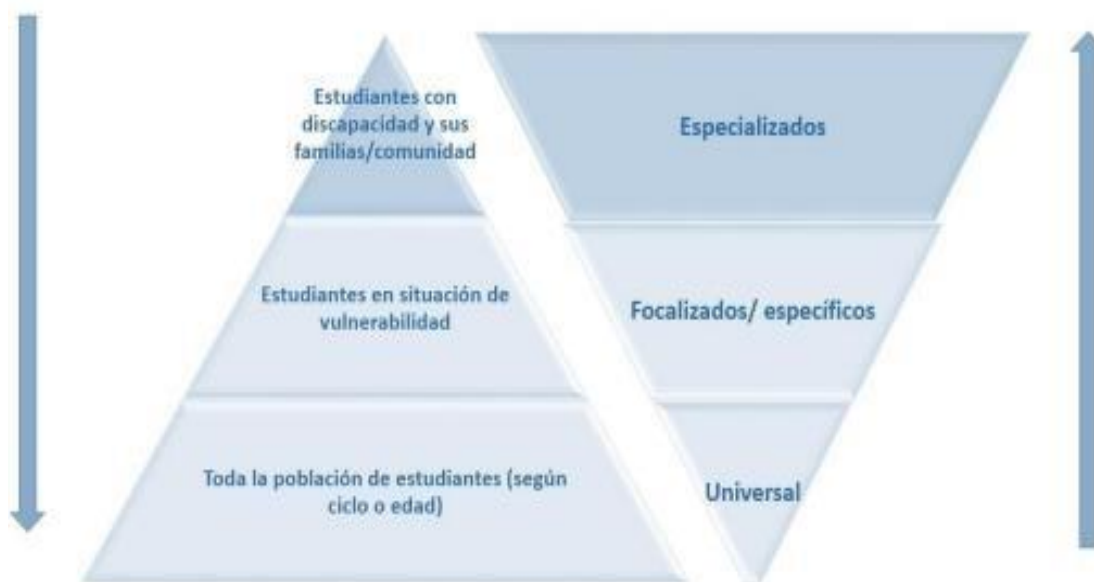 Estudiantes con
discapacidad y sus
familias/comunidad
Especializados
Estudiantes en situación de
vulnerabilidad
Focalizados/ específicos
Toda la población de estudiantes (según
ciclo o edad)
Universal